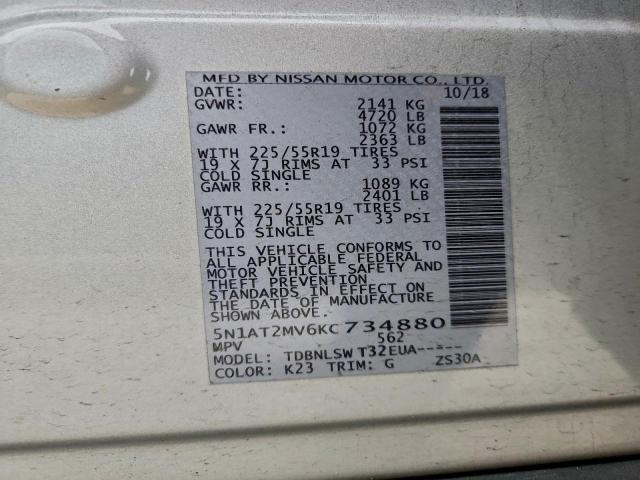 MFD BY NISSAN MOTOR CO., LTD.
DATE: 10/18
GVWR: 2141 KG
4720 LB
GAWR FR.: 1072 KG
2363 LB
WITH 225/55R19 TIRES
19 X 7J RIMS AT 33 PSI
COLD SINGLE
GAWR RR.: 1089 KG
2401 LB
WITH 225/55R19 TIRES
19 X 7J RIMS AT 33 PSI
COLD SINGLE
THIS VEHICLE CONFORMS TO
ALL APPLICABLE FEDERAL
MOTOR VEHICLE SAFETY AND
THEFT PREVENTION
STANDARDS IN EFFECT ON
THE DATE OF MANUFACTURE
SHOWN ABOVE.
5N1AT2MV6KC734880
MPV 562
MODEL: TDBNLSW T32EUA-----
COLOR: K23 TRIM: G ZS30A